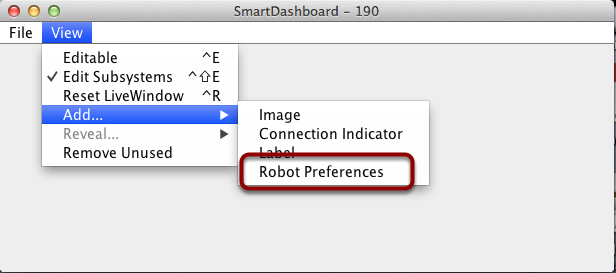 SmartDashboard - 190
File View
Editable ^E
✓ Edit Subsystems ^⇧E
Reset LiveWindow ^R
Add... ▶
Reveal... ▶
Remove Unused
Image
Connection Indicator
Label
Robot Preferences